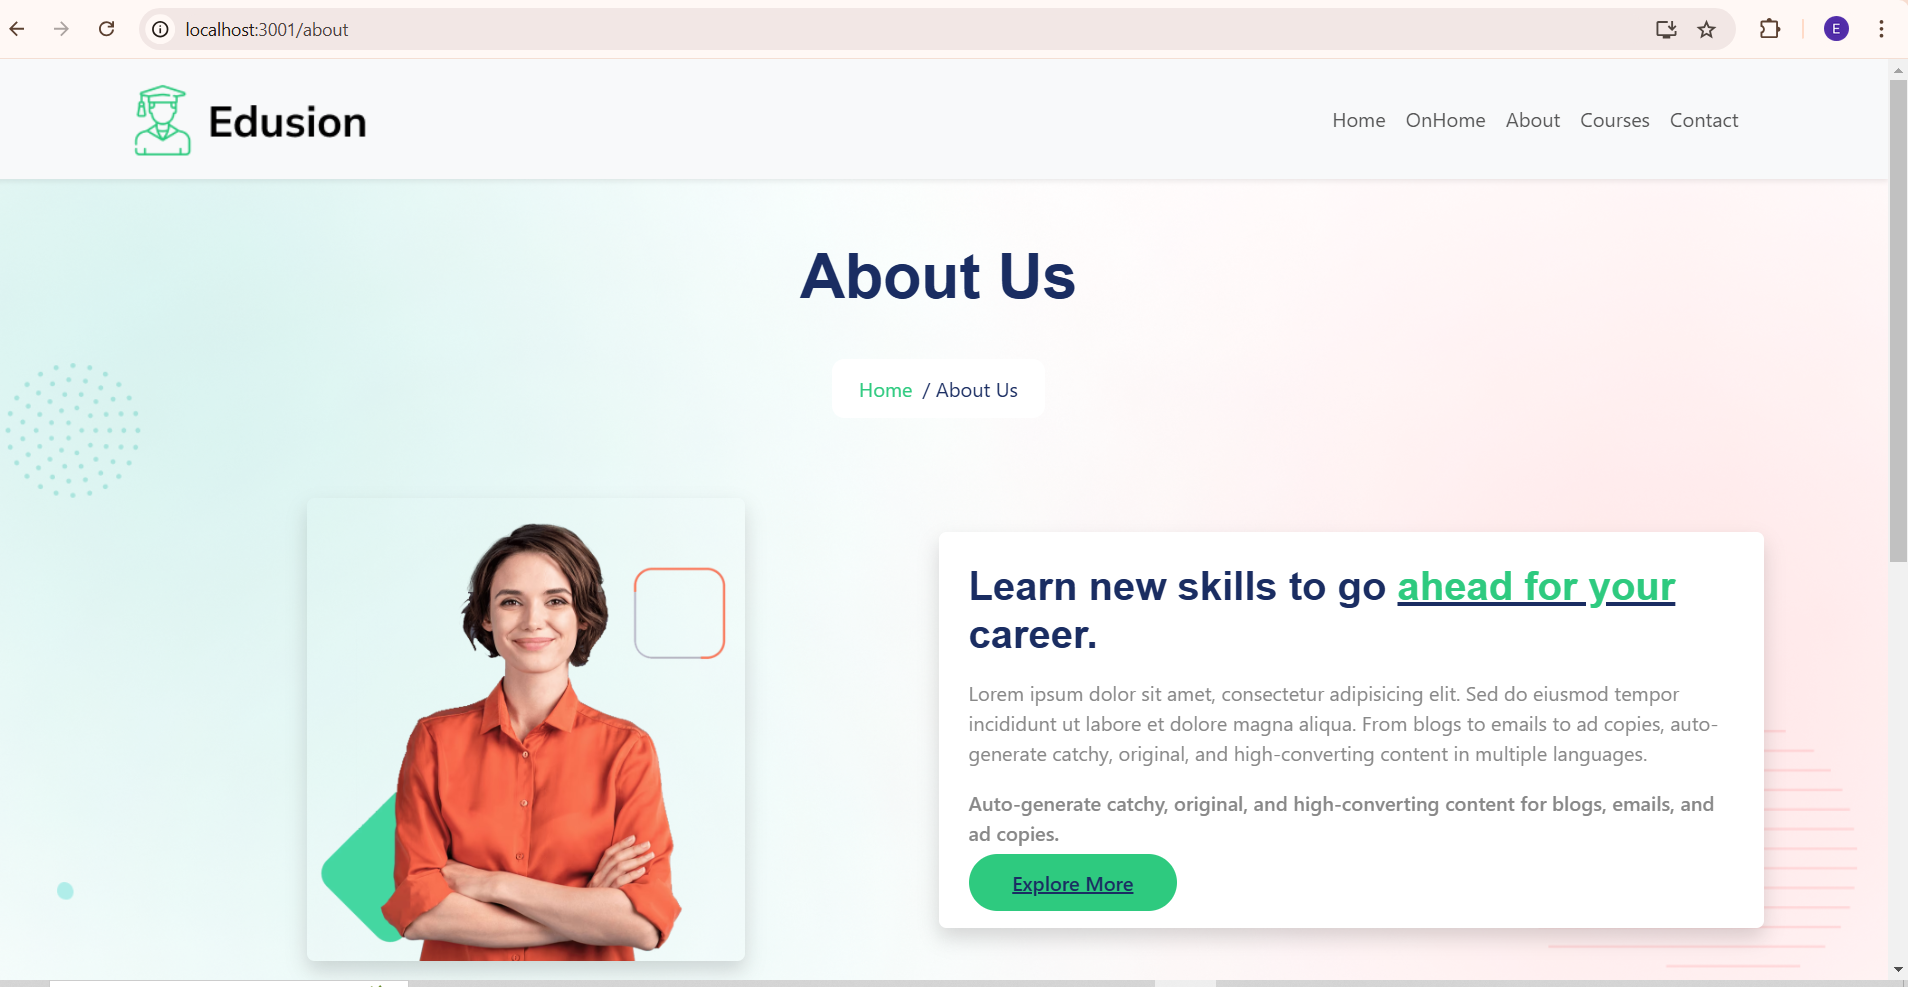 localhost:3001/about
E
Edusion
Home OnHome About Courses Contact
About Us
Home / About Us
Learn new skills to go ahead for your
career.
Lorem ipsum dolor sit amet, consectetur adipisicing elit. Sed do eiusmod tempor
incididunt ut labore et dolore magna aliqua. From blogs to emails to ad copies, auto-
generate catchy, original, and high-converting content in multiple languages.
Auto-generate catchy, original, and high-converting content for blogs, emails, and
ad copies.
Explore More